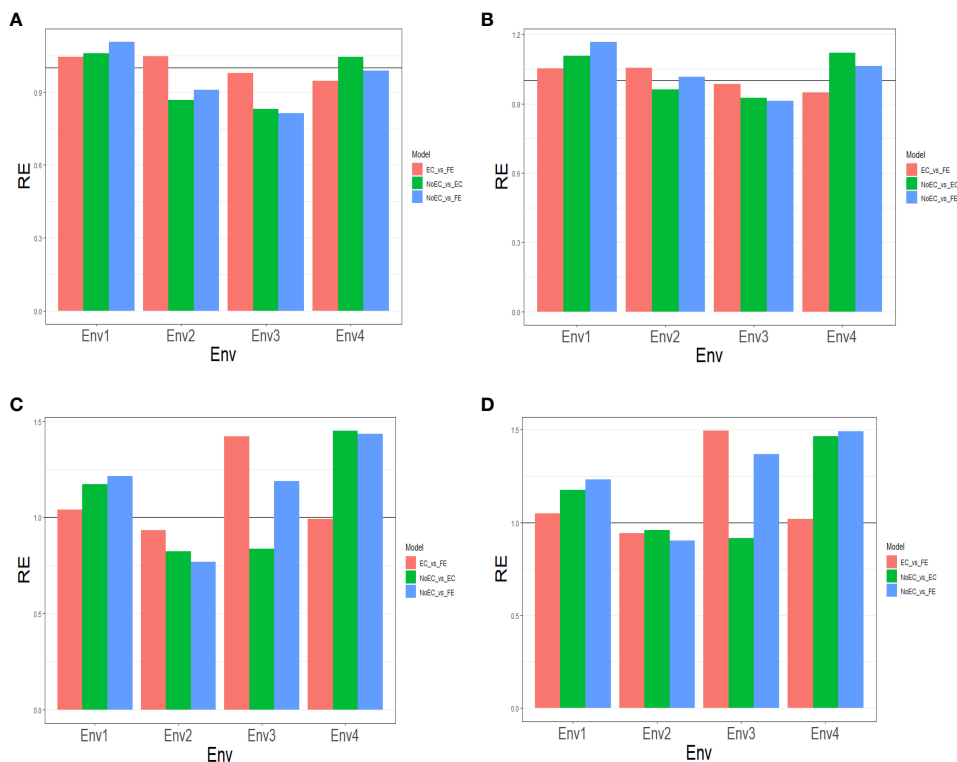 A
RE
0.9
0.6
0.3
0.0
Env1 Env2 Env3 Env4
Env
Model
EC_vs_FE
NoEC_vs_EC
NoEC_vs_FE
B
RE
1.2
0.9
0.6
0.3
0.0
Env1 Env2 Env3 Env4
Env
Model
EC_vs_FE
NoEC_vs_EC
NoEC_vs_FE
C
RE
1.5
1.0
0.5
0.0
Env1 Env2 Env3 Env4
Env
Model
EC_vs_FE
NoEC_vs_EC
NoEC_vs_FE
D
RE
1.5
1.0
0.5
0.0
Env1 Env2 Env3 Env4
Env
Model
EC_vs_FE
NoEC_vs_EC
NoEC_vs_FE